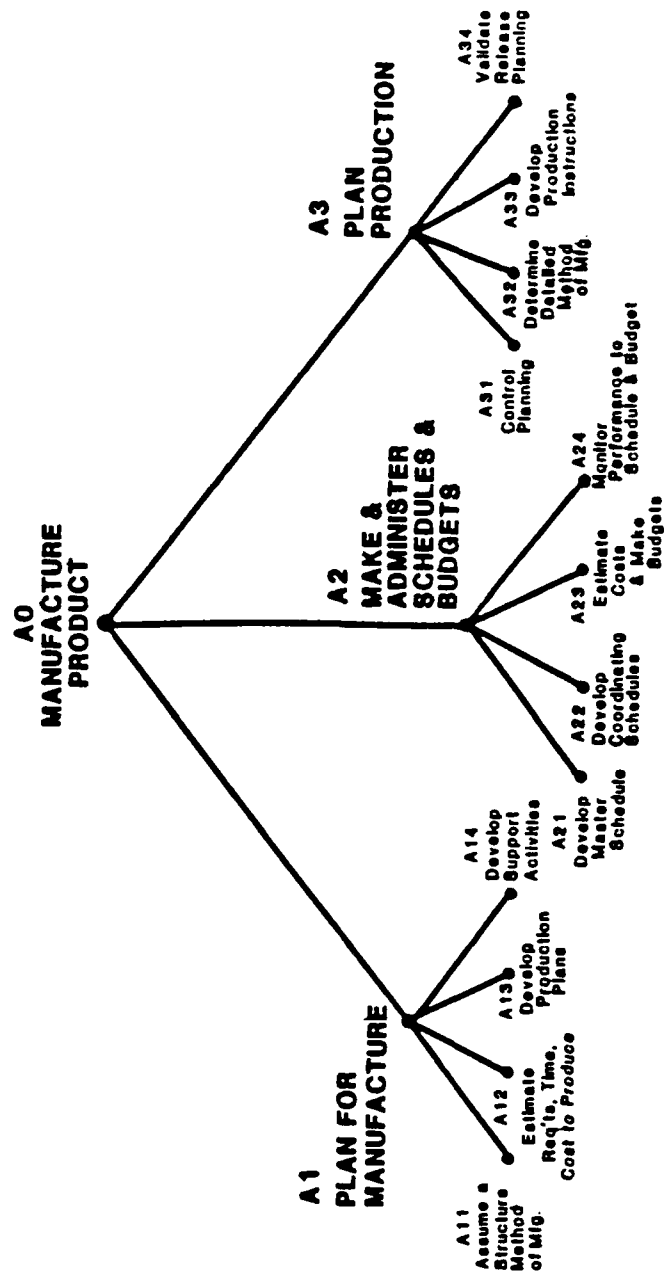 A0
MANUFACTURE
PRODUCT
A1
PLAN FOR
MANUFACTURE
A2
MAKE &
ADMINISTER
SCHEDULES &
BUDGETS
A3
PLAN
PRODUCTION
A11
Assume a
Structure
Method
of Mfg.
A12
Estimate
Req'ts, Time,
Cost to Produce
A13
Develop
Production
Plans
A14
Develop
Support
Activities
A21
Develop
Master
Schedule
A22
Develop
Coordinating
Schedules
A23
Estimate
Costs
& Make
Budgets
A24
Monitor
Performance to
Schedule & Budget
A31
Control
Planning
A32
Determine
Detailed
Method
of Mfg.
A33
Develop
Production
Instructions
A34
Validate
Release
Planning